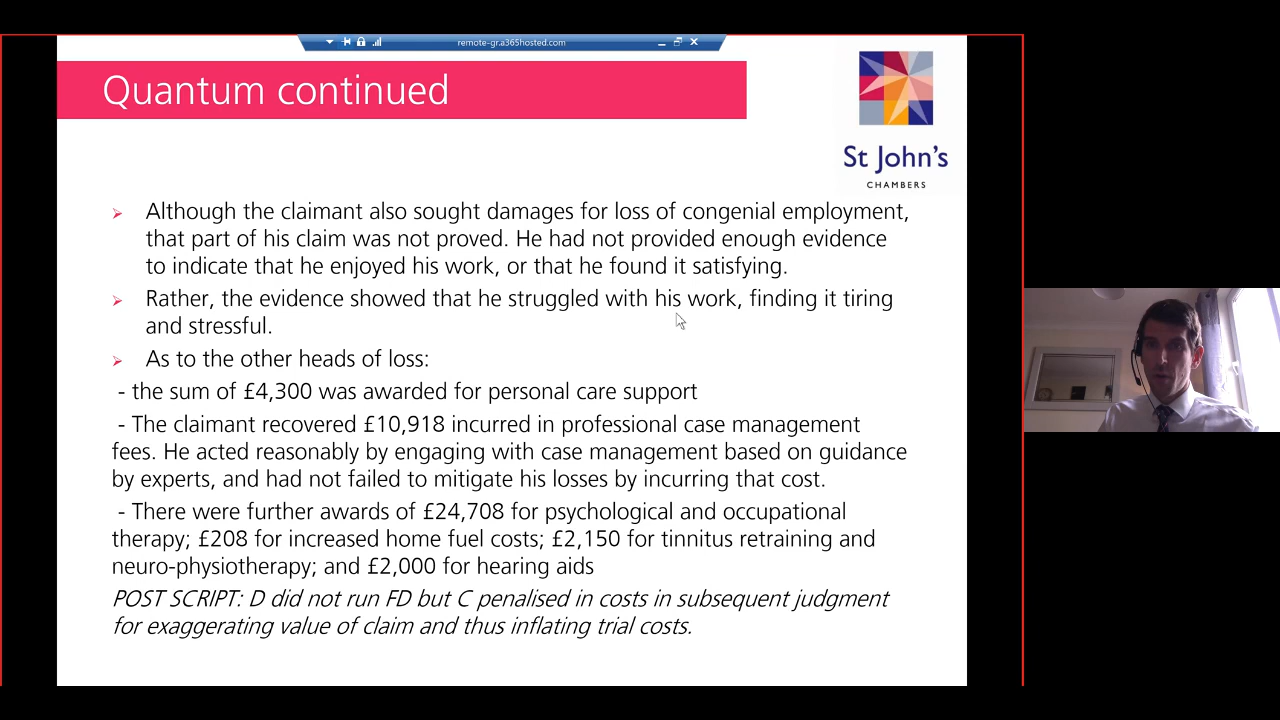 remote-gr.a365hosted.com
Quantum continued
St John's
CHAMBERS
Although the claimant also sought damages for loss of congenial employment,
that part of his claim was not proved. He had not provided enough evidence
to indicate that he enjoyed his work, or that he found it satisfying.
Rather, the evidence showed that he struggled with his work, finding it tiring
and stressful.
As to the other heads of loss:
- the sum of £4,300 was awarded for personal care support
- The claimant recovered £10,918 incurred in professional case management
fees. He acted reasonably by engaging with case management based on guidance
by experts, and had not failed to mitigate his losses by incurring that cost.
- There were further awards of £24,708 for psychological and occupational
therapy; £208 for increased home fuel costs; £2,150 for tinnitus retraining and
neuro-physiotherapy; and £2,000 for hearing aids
POST SCRIPT: D did not run FD but C penalised in costs in subsequent judgment
for exaggerating value of claim and thus inflating trial costs.